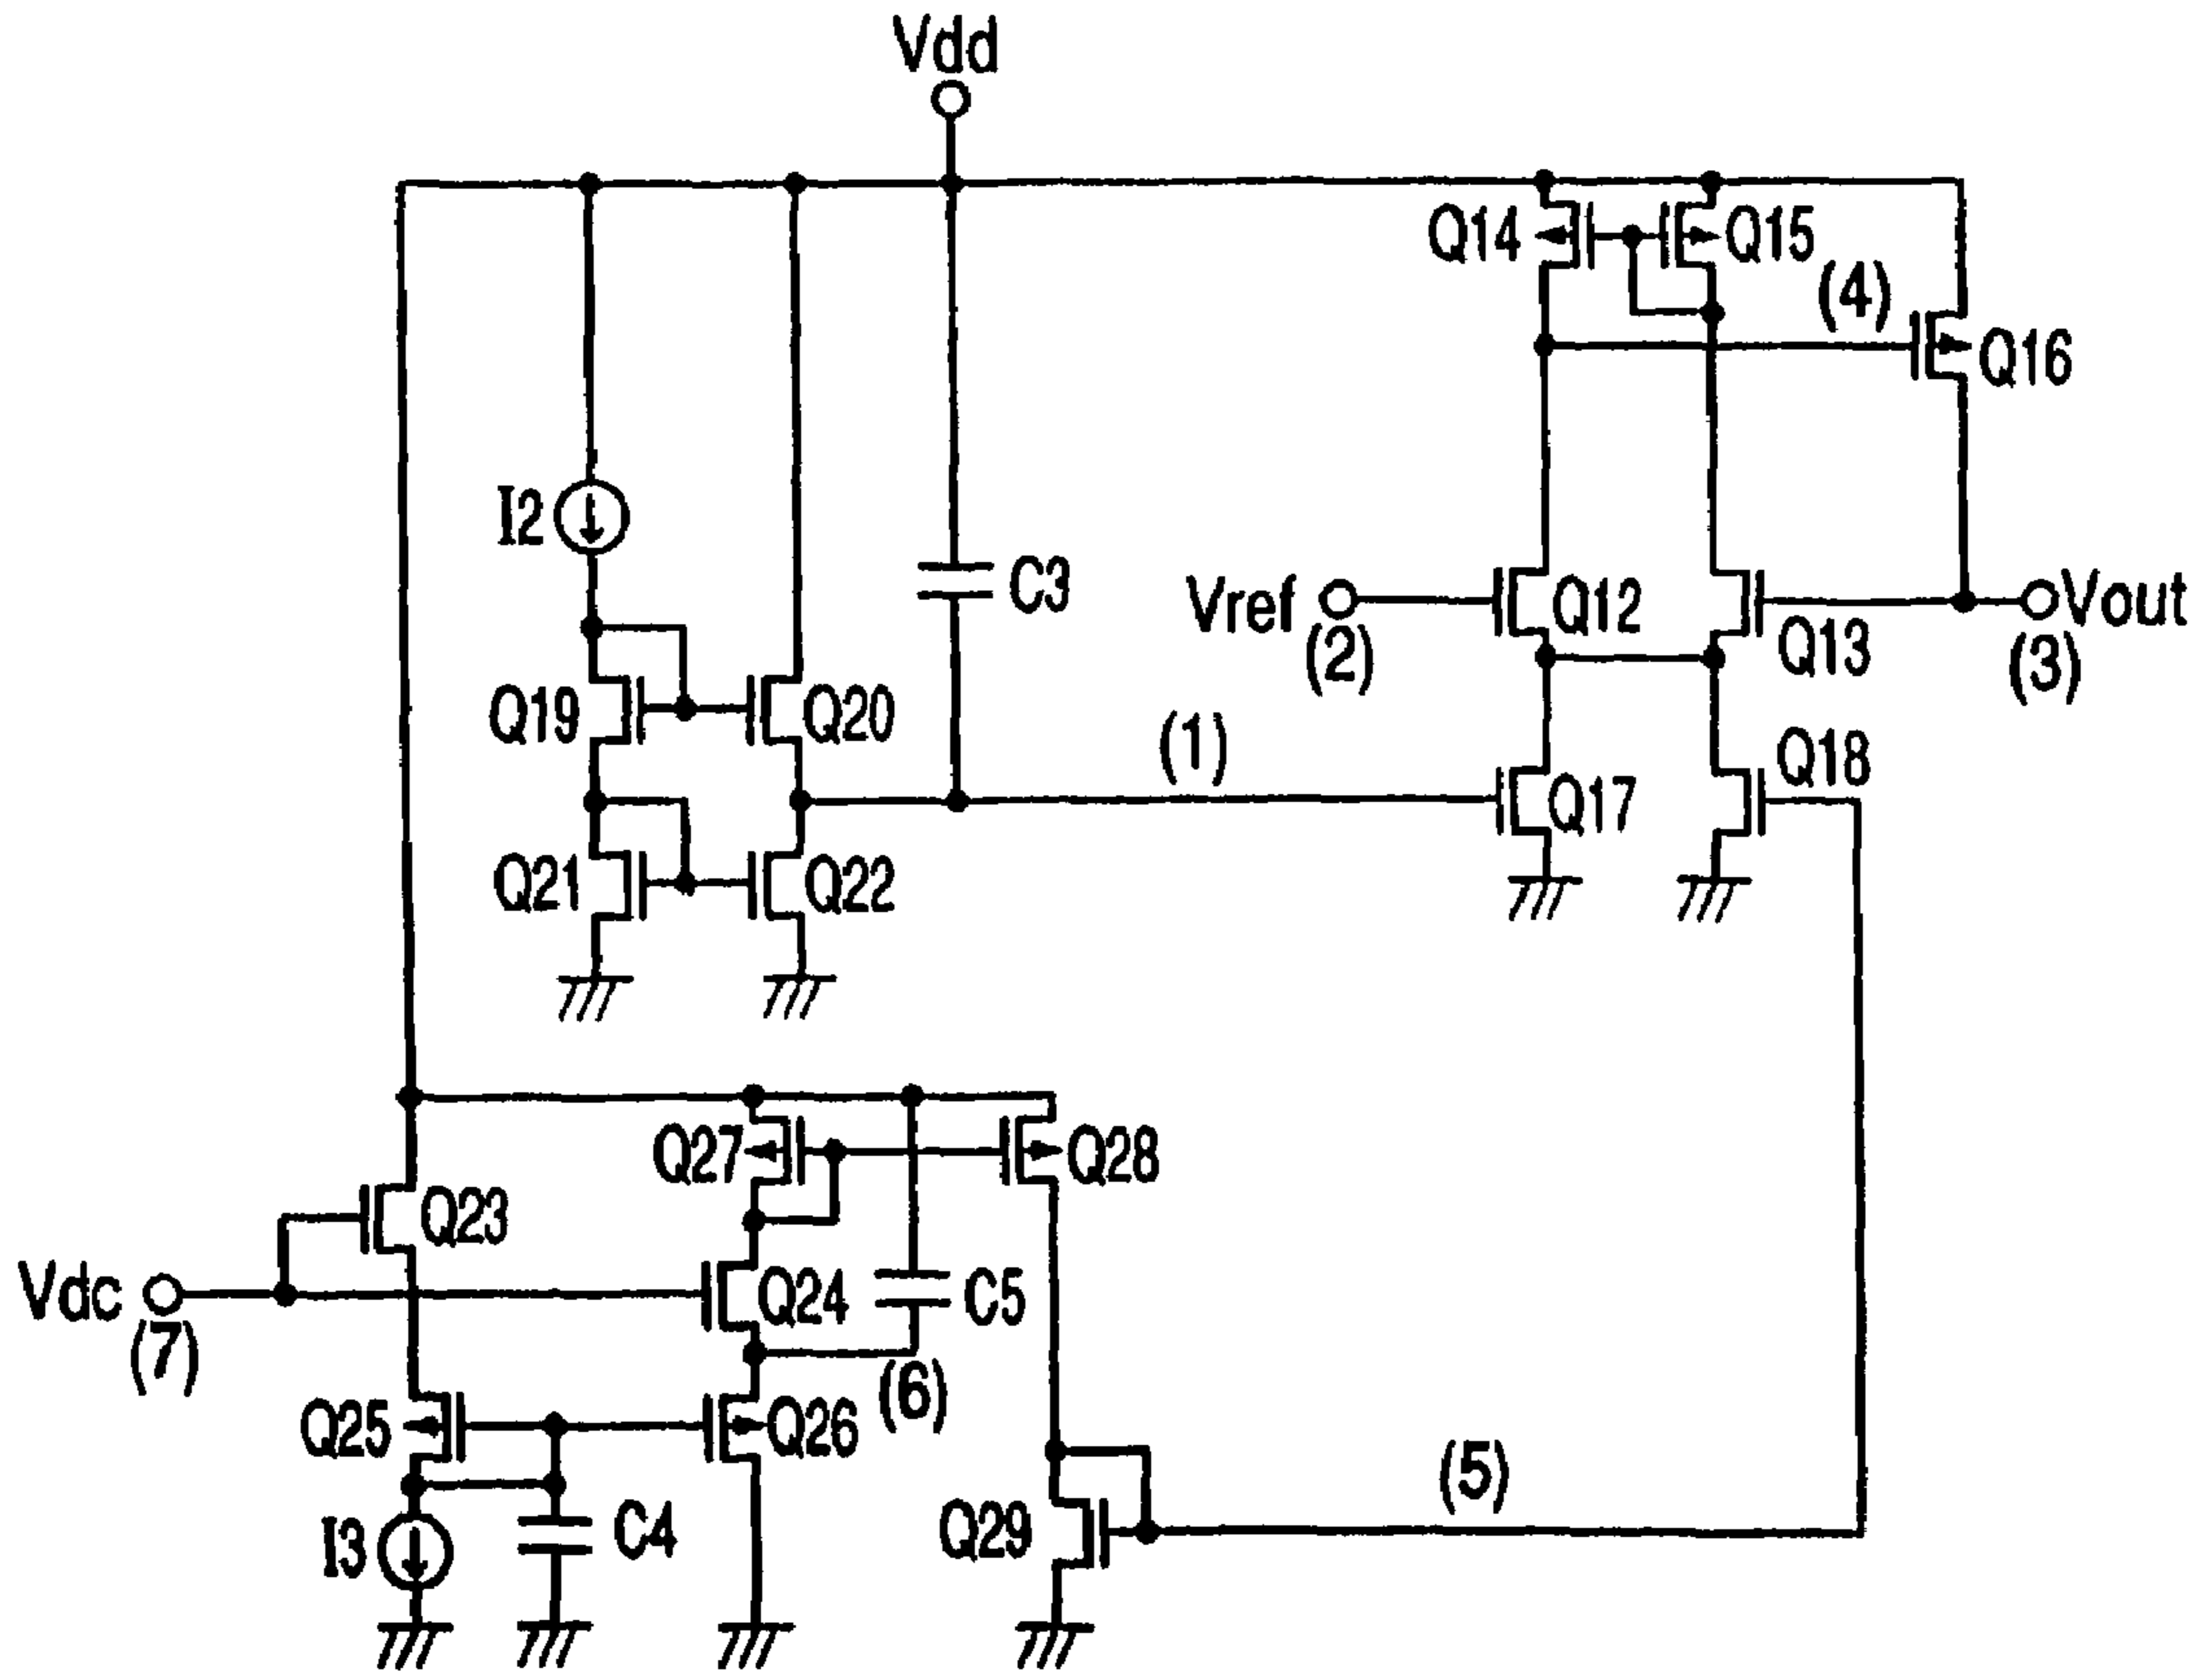 Vdd
Q14
Q15
(4)
Q16
I2
C3
Vref
(2)
Q12
Q13
Vout
(3)
Q19
Q20
(1)
Q17
Q18
Q21
Q22
Q27
Q28
Q23
Vdc
(7)
Q24
C5
(6)
Q25
Q26
(5)
I3
C4
Q29